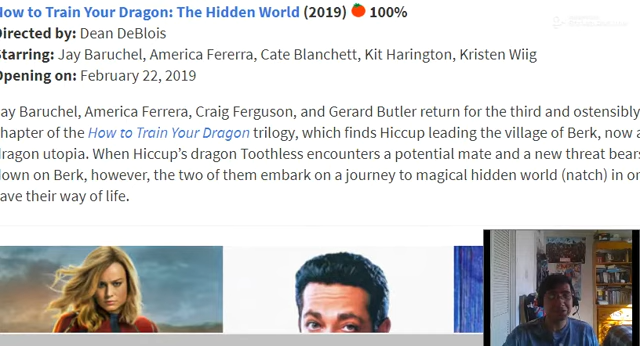 How to Train Your Dragon: The Hidden World (2019) 100%
Directed by: Dean DeBlois
Starring: Jay Baruchel, America Fererra, Cate Blanchett, Kit Harington, Kristen Wiig
Opening on: February 22, 2019
Jay Baruchel, America Ferrera, Craig Ferguson, and Gerard Butler return for the third and ostensibly
chapter of the How to Train Your Dragon trilogy, which finds Hiccup leading the village of Berk, now a
dragon utopia. When Hiccup's dragon Toothless encounters a potential mate and a new threat bears
down on Berk, however, the two of them embark on a journey to magical hidden world (natch) in or
save their way of life.